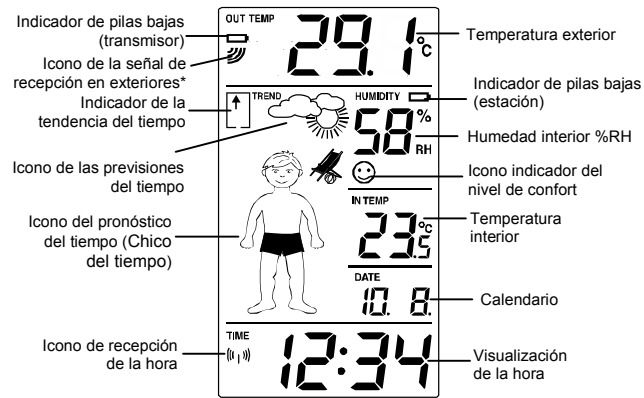 Indicador de pilas bajas
(transmisor)
Icono de la señal de
recepción en exteriores*
Indicador de la
tendencia del tiempo
Icono de las previsiones
del tiempo
Icono del pronóstico
del tiempo (Chico
del tiempo)
Icono de recepción
de la hora
OUT TEMP
29.1°C
TREND
HUMIDITY
58% RH
IN TEMP
23.5°C
DATE
10. 8.
TIME
12:34
Temperatura exterior
Indicador de pilas bajas
(estación)
Humedad interior %RH
Icono indicador del
nivel de confort
Temperatura
interior
Calendario
Visualización
de la hora